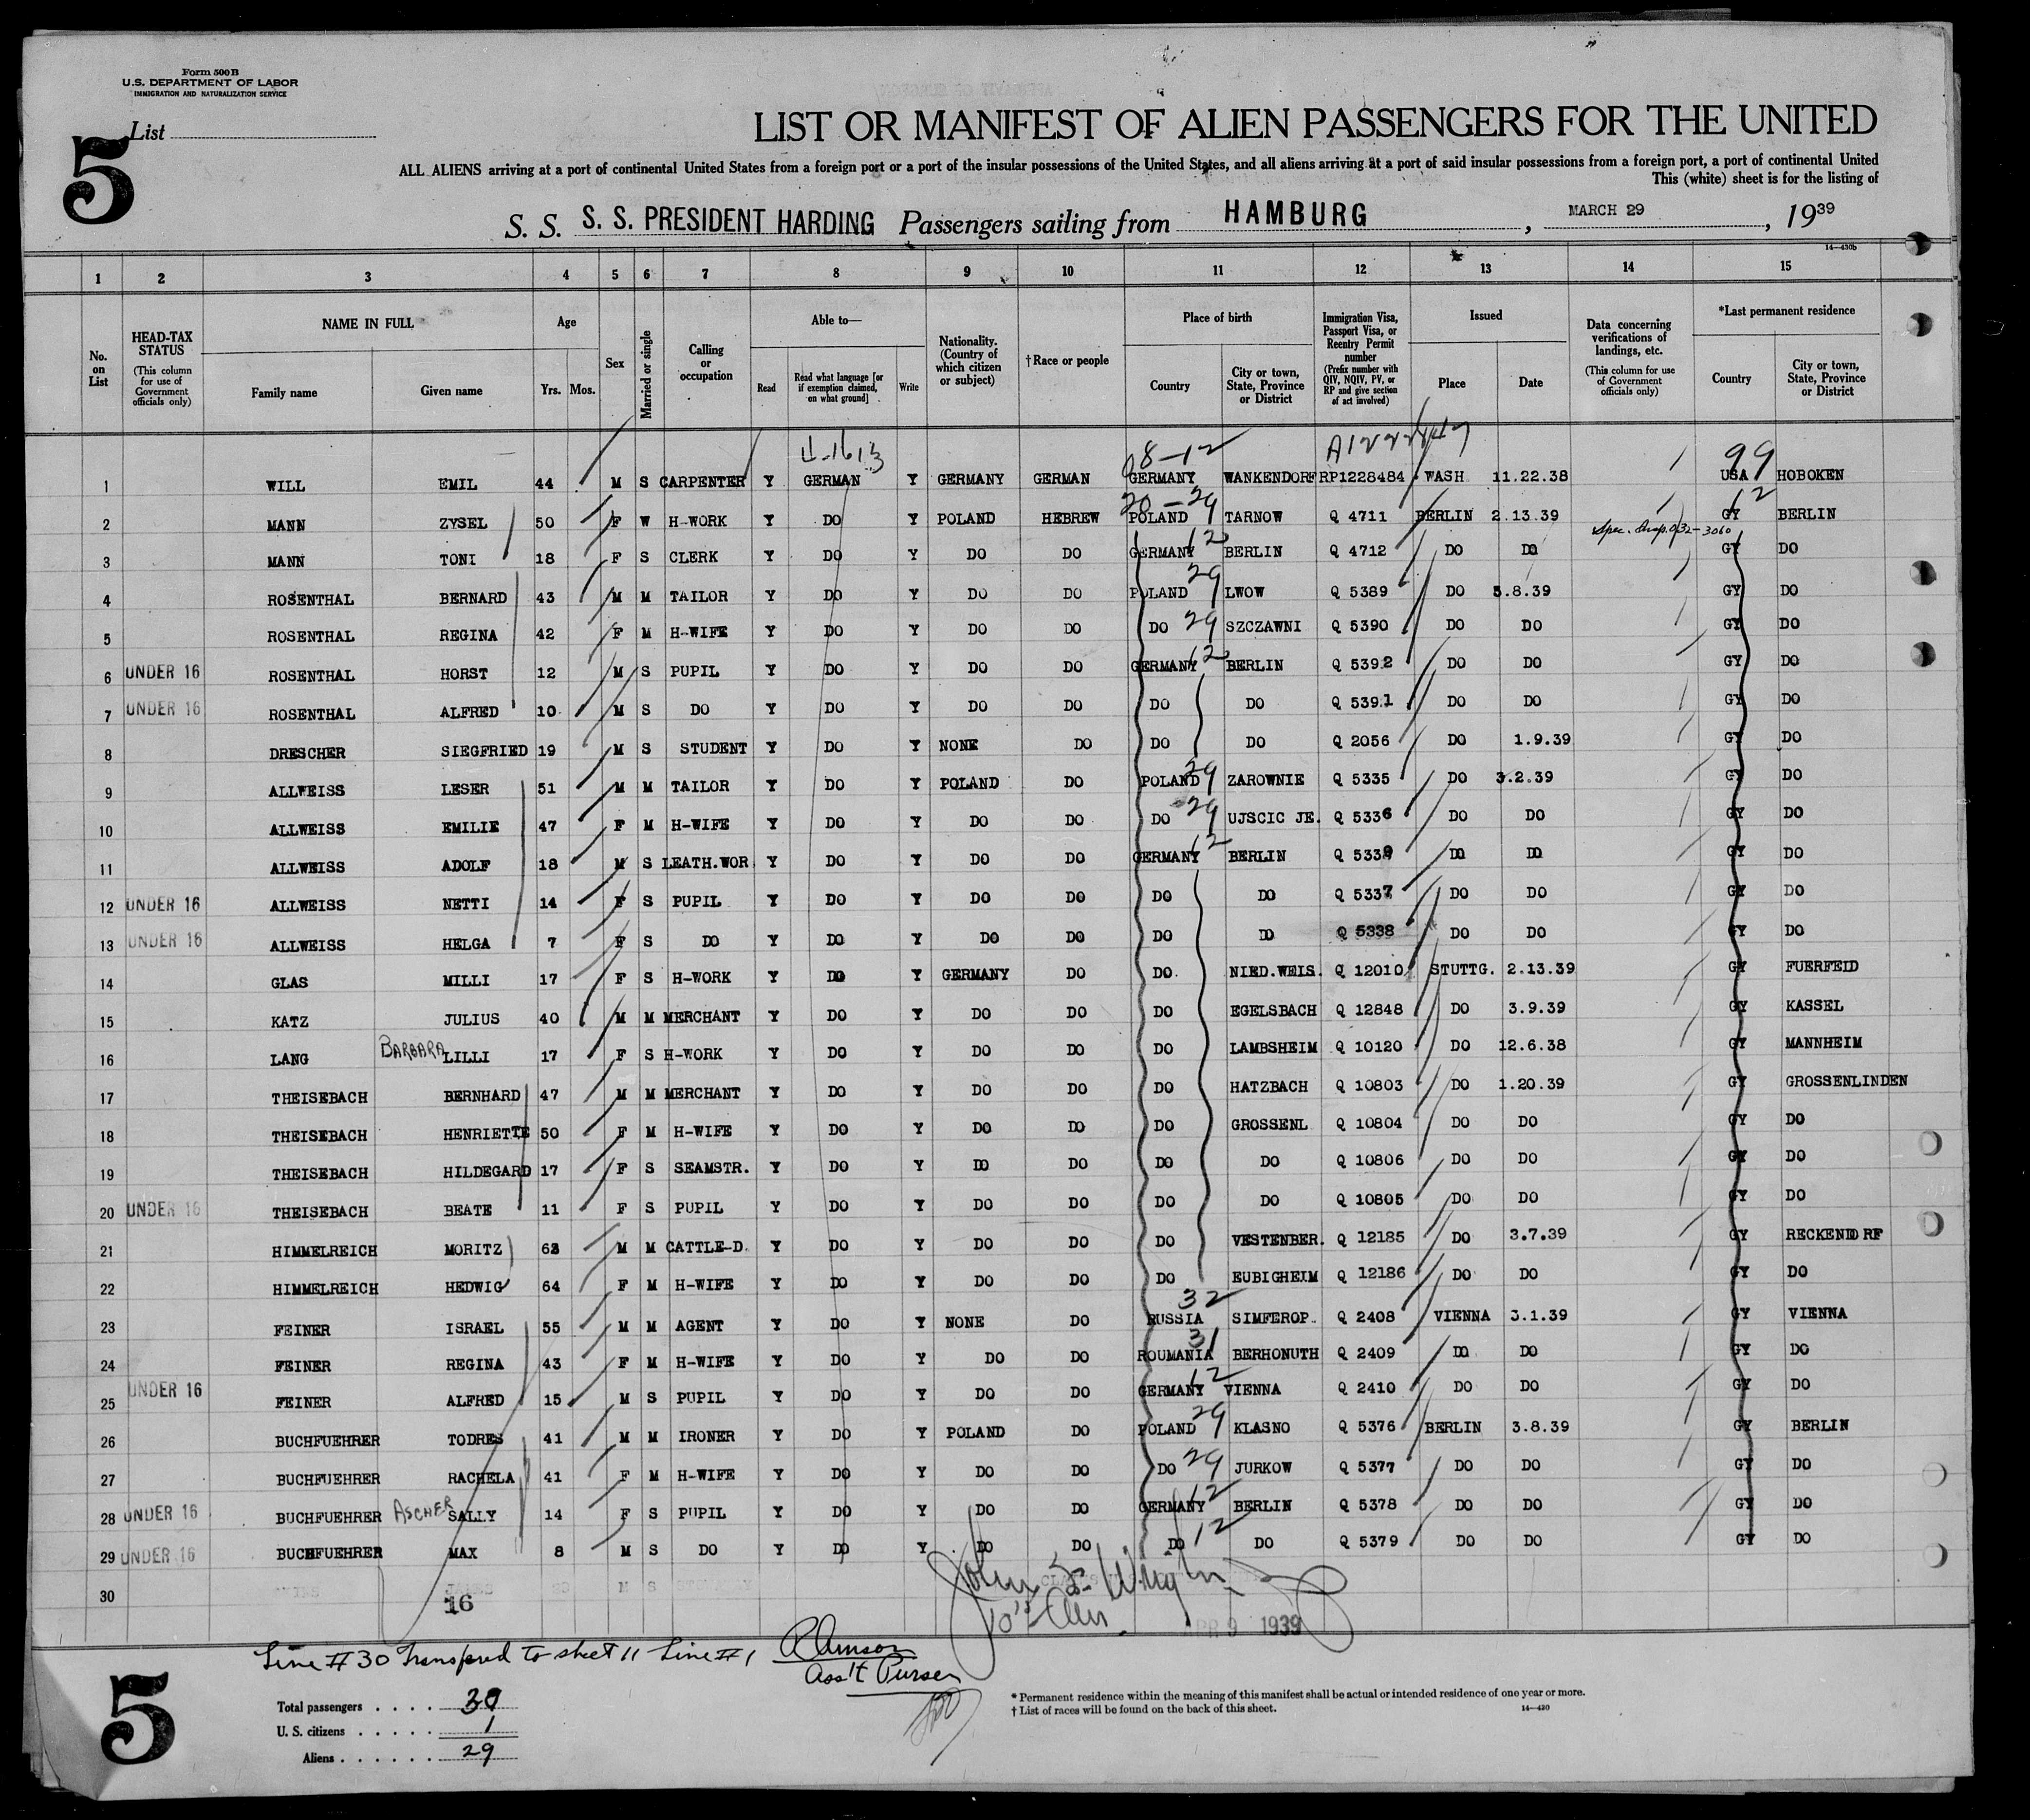 Form 500 B
U.S. DEPARTMENT OF LABOR
IMMIGRATION AND NATURALIZATION SERVICE
List
5
LIST OR MANIFEST OF ALIEN PASSENGERS FOR THE UNITED
ALL ALIENS arriving at a port of continental United States from a foreign port or a port of the insular possessions of the United States, and all aliens arriving at a port of said insular possessions from a foreign port, a port of continental United
This (white) sheet is for the listing of
S. S. S. S. PRESIDENT HARDING Passengers sailing from HAMBURG, MARCH 29, 1939
14—430b
1 2 3 4 5 6 7 8 9 10 11 12 13 14 15
No. on List
HEAD-TAX STATUS (This column for use of Government officials only)
NAME IN FULL Family name Given name
Age Yrs. Mos.
Sex
Married or single
Calling or occupation
Able to— Read Read what language [or if exemption claimed, on what ground] Write
Nationality. (Country of which citizen or subject)
†Race or people
Place of birth Country City or town, State, Province or District
Immigration Visa, Passport Visa, or Reentry Permit number (Prefix number with QIV, NQIV, PV, or RP and give section of act involved)
Issued Place Date
Data concerning verifications of landings, etc. (This column for use of Government officials only)
*Last permanent residence Country City or town, State, Province or District
8-12 99
1 WILL EMIL 44 M S CARPENTER Y GERMAN Y GERMANY GERMAN GERMANY WANKENDORF RP1228484 WASH 11.22.38 USA HOBOKEN
20-29 12
2 MANN ZYSEL 50 F W H-WORK Y DO Y POLAND HEBREW POLAND TARNOW Q 4711 BERLIN 2.13.39 GY BERLIN
3 MANN TONI 18 F S CLERK Y DO Y DO DO GERMANY 12 BERLIN Q 4712 DO DO GY DO
4 ROSENTHAL BERNARD 43 M M TAILOR Y DO Y DO DO POLAND 29 LWOW Q 5389 DO 3.8.39 GY DO
5 ROSENTHAL REGINA 42 F M H-WIFE Y DO Y DO DO DO 29 SZCZAWNI Q 5390 DO DO GY DO
6 UNDER 16 ROSENTHAL HORST 12 M S PUPIL Y DO Y DO DO GERMANY 12 BERLIN Q 5392 DO DO GY DO
7 UNDER 16 ROSENTHAL ALFRED 10 M S DO Y DO Y DO DO DO DO Q 5391 DO DO GY DO
8 DRESCHER SIEGFRIED 19 M S STUDENT Y DO Y NONE DO DO DO Q 2056 DO 1.9.39 GY DO
9 ALLWEISS LESER 51 M M TAILOR Y DO Y POLAND DO POLAND 29 ZAROWNIE Q 5335 DO 3.2.39 GY DO
10 ALLWEISS EMILIE 47 F M H-WIFE Y DO Y DO DO DO 29 UJSCIC JE. Q 5336 DO DO GY DO
11 ALLWEISS ADOLF 18 M S LEATH.WOR Y DO Y DO DO GERMANY 12 BERLIN Q 5339 DO DO GY DO
12 UNDER 16 ALLWEISS NETTI 14 F S PUPIL Y DO Y DO DO DO DO Q 5337 DO DO GY DO
13 UNDER 16 ALLWEISS HELGA 7 F S DO Y DO Y DO DO DO DO Q 5338 DO DO GY DO
14 GLAS MILLI 17 F S H-WORK Y DO Y GERMANY DO DO. NIED.WEIS. Q 12010 STUTTG. 2.13.39 GY FUERFEID
15 KATZ JULIUS 40 M M MERCHANT Y DO Y DO DO DO EGELSBACH Q 12848 DO 3.9.39 GY KASSEL
16 LANG BARBARA LILLI 17 F S H-WORK Y DO Y DO DO DO LAMBSHEIM Q 10120 DO 12.6.38 GY MANNHEIM
17 THEISEBACH BERNHARD 47 M M MERCHANT Y DO Y DO DO DO HATZBACH Q 10803 DO 1.20.39 GY GROSSENLINDEN
18 THEISEBACH HENRIETTE 50 F M H-WIFE Y DO Y DO DO DO GROSSENL Q 10804 DO DO GY DO
19 THEISEBACH HILDEGARD 17 F S SEAMSTR. Y DO Y DO DO DO DO Q 10806 DO DO GY DO
20 UNDER 16 THEISEBACH BEATE 11 F S PUPIL Y DO Y DO DO DO DO Q 10805 DO DO GY DO
21 HIMMELREICH MORITZ 63 M M CATTLE-D. Y DO Y DO DO DO VESTENBER. Q 12185 DO 3.7.39 GY RECKENDORF
22 HIMMELREICH HEDWIG 64 F M H-WIFE Y DO Y DO DO DO EUBIGHEIM Q 12186 DO DO GY DO
23 FEINER ISRAEL 55 M M AGENT Y DO Y NONE DO RUSSIA 32 SIMFEROP. Q 2408 VIENNA 3.1.39 GY VIENNA
24 FEINER REGINA 43 F M H-WIFE Y DO Y DO DO ROUMANIA 31 BERHONUTH Q 2409 DO DO GY DO
25 UNDER 16 FEINER ALFRED 15 M S PUPIL Y DO Y DO DO GERMANY 12 VIENNA Q 2410 DO DO GY DO
26 BUCHFUEHRER TODRES 41 M M IRONER Y DO Y POLAND DO POLAND 29 KLASNO Q 5376 BERLIN 3.8.39 GY BERLIN
27 BUCHFUEHRER RACHELA 41 F M H-WIFE Y DO Y DO DO DO 29 JURKOW Q 5377 DO DO GY DO
28 UNDER 16 BUCHFUEHRER ASCHER SALLY 14 F S PUPIL Y DO Y DO DO GERMANY 12 BERLIN Q 5378 DO DO GY DO
29 UNDER 16 BUCHFUEHRER MAX 8 M S DO Y DO Y DO DO DO 12 DO Q 5379 DO DO GY DO
30
16
APR 9 1939
Line # 30 Transferred to sheet 11 Line # 1
Ass't Purser
5
Total passengers . . . . 30
U. S. citizens . . . . . 1
Aliens . . . . . . 29
* Permanent residence within the meaning of this manifest shall be actual or intended residence of one year or more.
† List of races will be found on the back of this sheet.
14—430